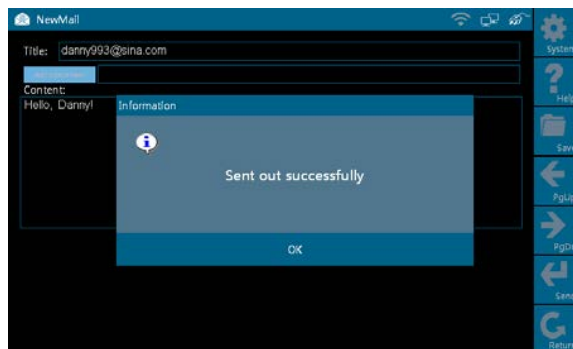 NewMail
System
Title: danny993@sina.com
Help
Content:
Hello, Danny!
Information
Save
Sent out successfully
PgUp
PgDn
OK
Send
Return